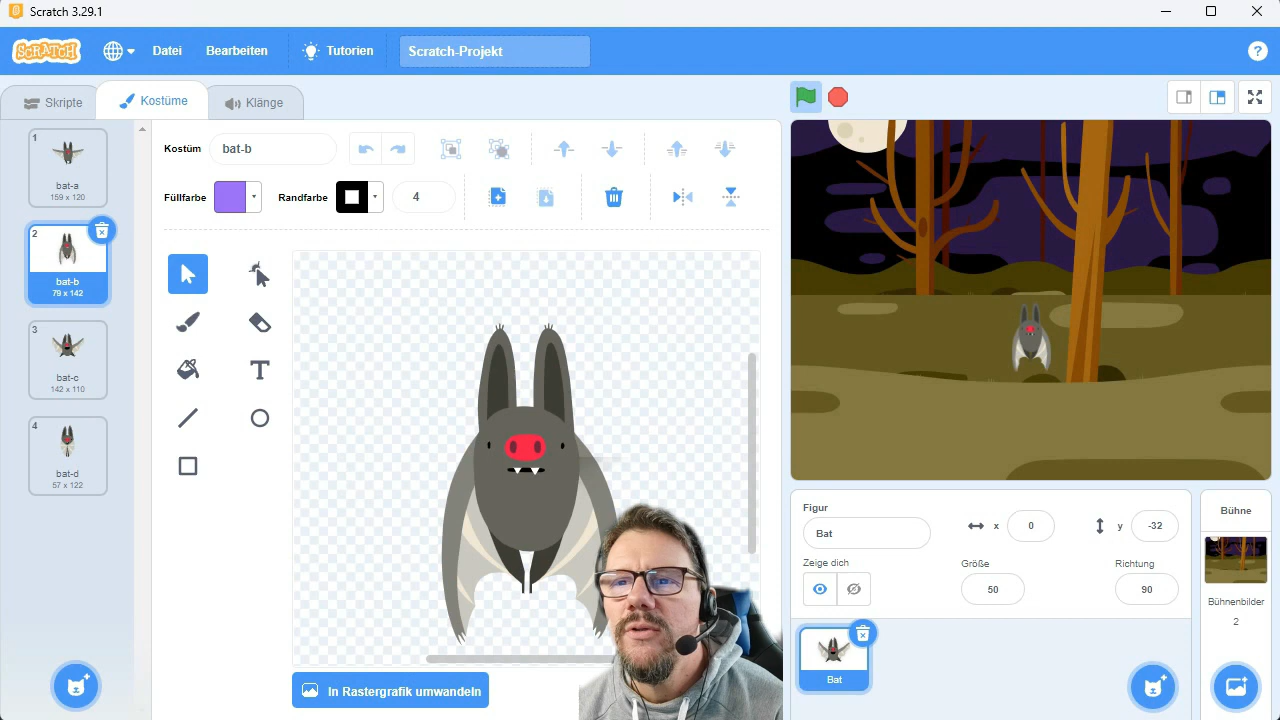 Scratch 3.29.1
SCRATCH
Datei
Bearbeiten
Tutorien
Scratch-Projekt
?
Skripte
Kostüme
Klänge
1
bat-a
159 x 120
2
bat-b
79 x 142
3
bat-c
142 x 110
4
bat-d
57 x 122
Kostüm
bat-b
Füllfarbe
Randfarbe
4
T
In Rastergrafik umwandeln
Figur
Bat
x
0
y
-32
Zeige dich
Größe
50
Richtung
90
Bat
Bühne
Bühnenbilder
2